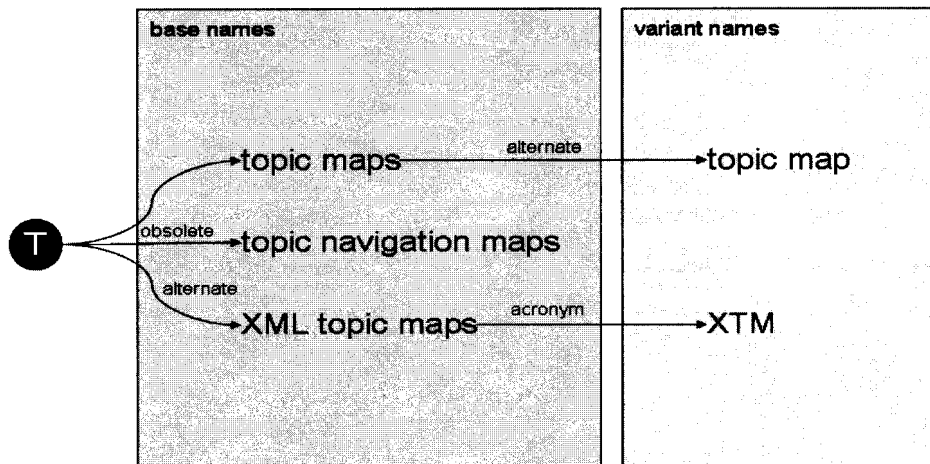 base names
variant names
topic maps
alternate
topic map
T
obsolete
topic navigation maps
alternate
XML topic maps
acronym
XTM